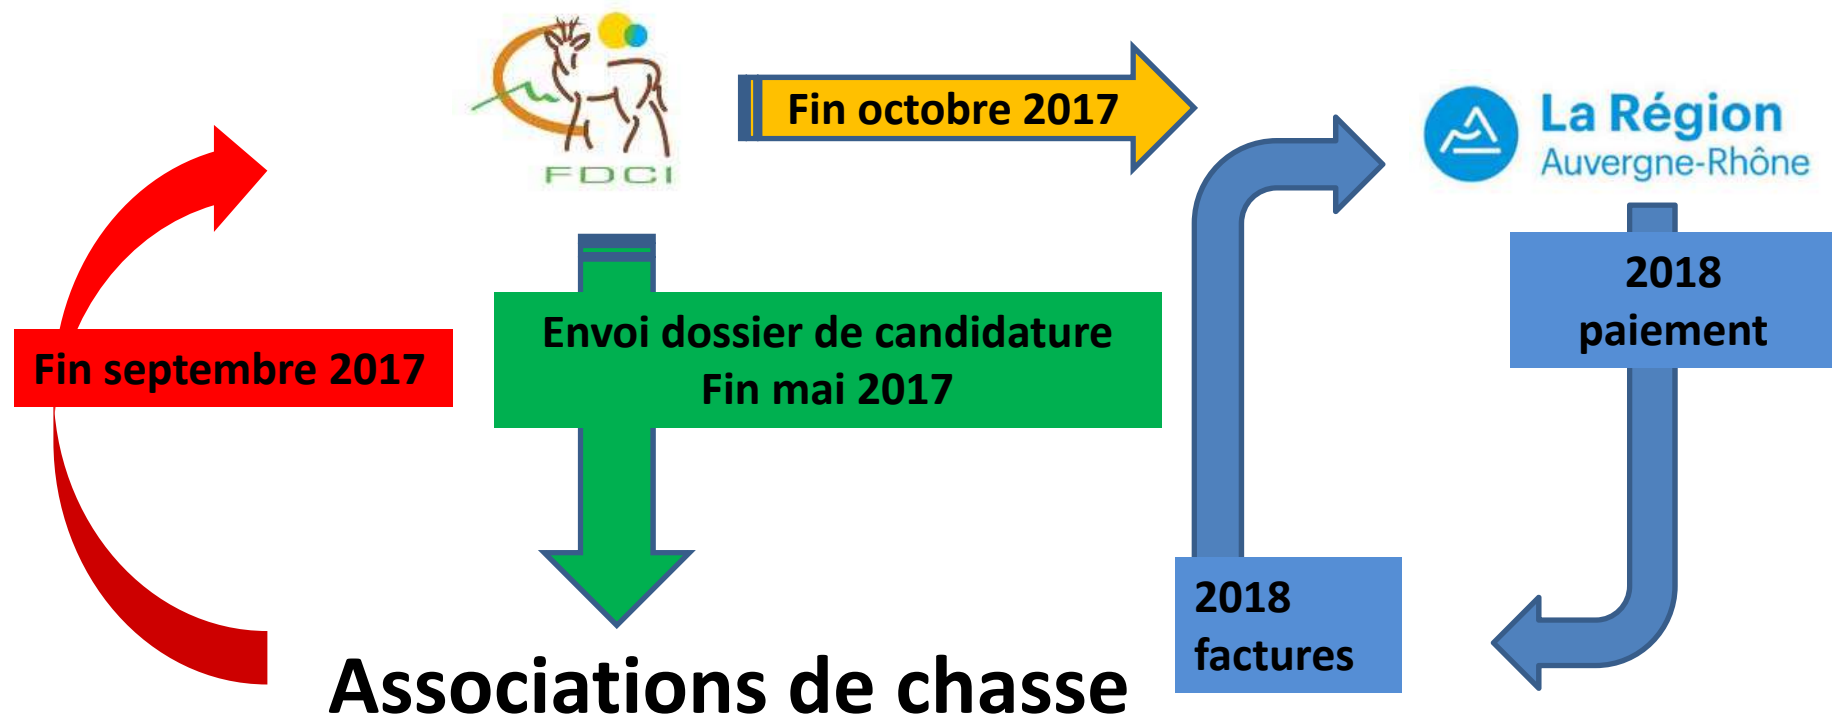 FDCI
Fin octobre 2017
La Région
Auvergne-Rhône
Fin septembre 2017
Envoi dossier de candidature
Fin mai 2017
2018
paiement
2018
factures
Associations de chasse